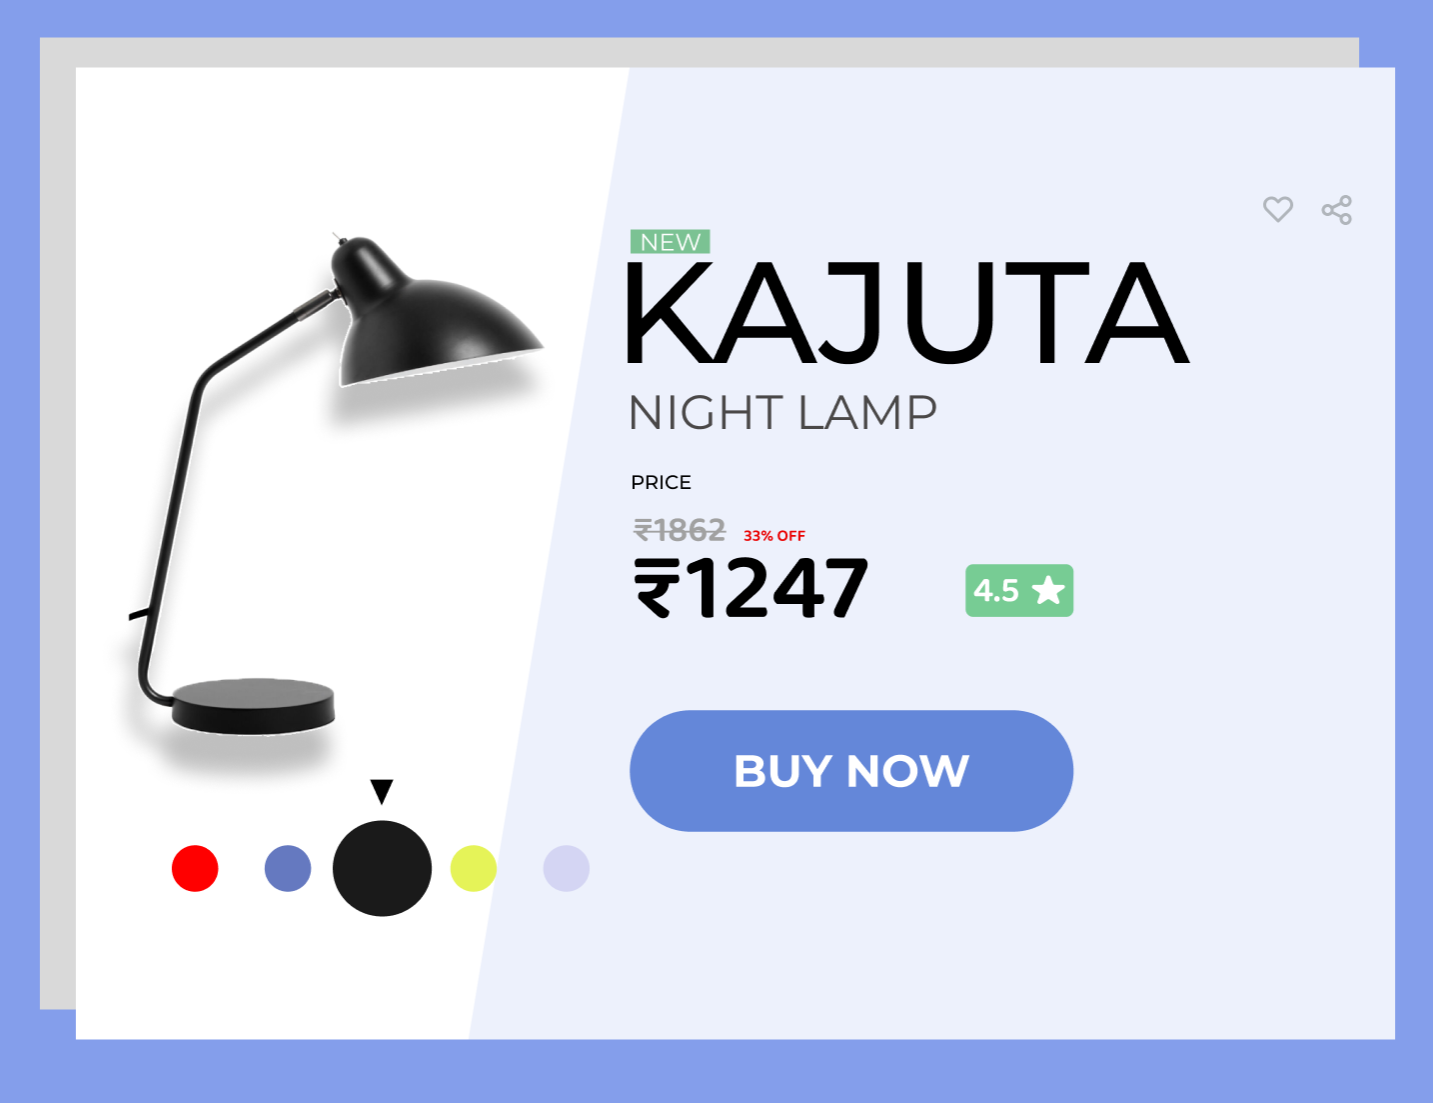 NEW
KAJUTA
NIGHT LAMP
PRICE
₹1862 33% OFF
₹1247
4.5
BUY NOW